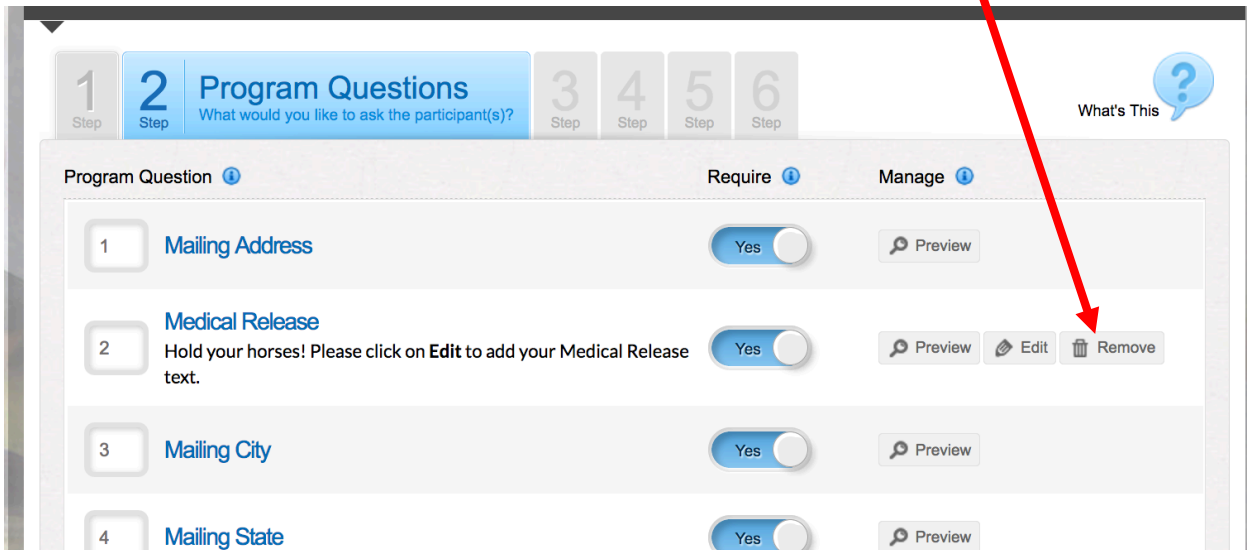 1
Step
2
Step
Program Questions
What would you like to ask the participant(s)?
3
Step
4
Step
5
Step
6
Step
What's This
?
Program Question
Require
Manage
1
Mailing Address
Yes
Preview
2
Medical Release
Hold your horses! Please click on Edit to add your Medical Release
text.
Yes
Preview
Edit
Remove
3
Mailing City
Yes
Preview
4
Mailing State
Yes
Preview